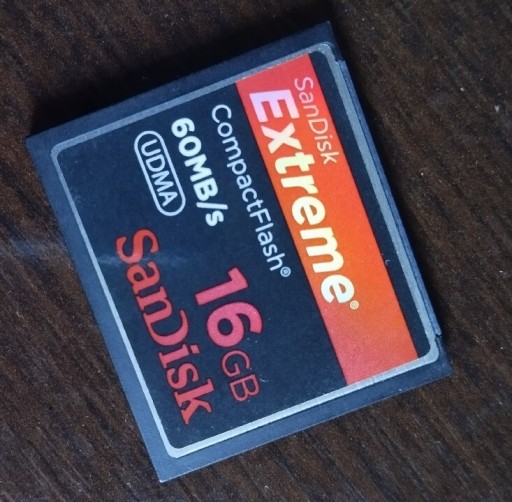 SanDisk
Extreme®
CompactFlash®
60MB/s
UDMA
16GB
SanDisk